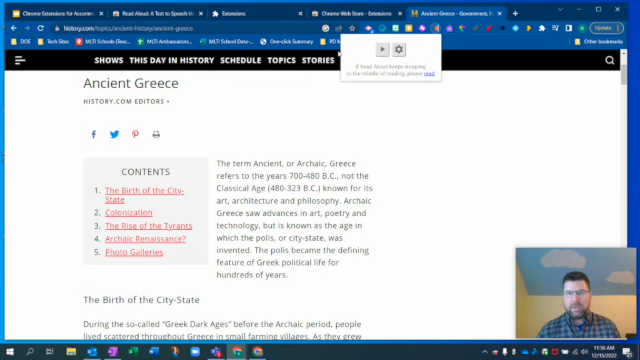 Chrome Extensions for Accommo
Read Aloud: A Text to Speech Vo
Extensions
Chrome Web Store - Extensions
Ancient Greece - Government, F
history.com/topics/ancient-history/ancient-greece
Update
DOE
Sites
MLTI School Data
MLTI Ambassadors
MLTI School Data-
One-click Summary
PD M
Other bookmarks
SHOWS THIS DAY IN HISTORY SCHEDULE TOPICS STORIES
If Read Aloud keeps stopping
in the middle of reading, please read
Ancient Greece
HISTORY.COM EDITORS •
CONTENTS
1. The Birth of the City-
State
2. Colonization
3. The Rise of the Tyrants
4. Archaic Renaissance?
5. Photo Galleries
The term Ancient, or Archaic, Greece
refers to the years 700-480 B.C., not the
Classical Age (480-323 B.C.) known for its
art, architecture and philosophy. Archaic
Greece saw advances in art, poetry and
technology, but is known as the age in
which the polis, or city-state, was
invented. The polis became the defining
feature of Greek political life for
hundreds of years.
The Birth of the City-State
During the so-called "Greek Dark Ages" before the Archaic period, people
lived scattered throughout Greece in small farming villages. As they grew
11:56 AM
12/15/2022